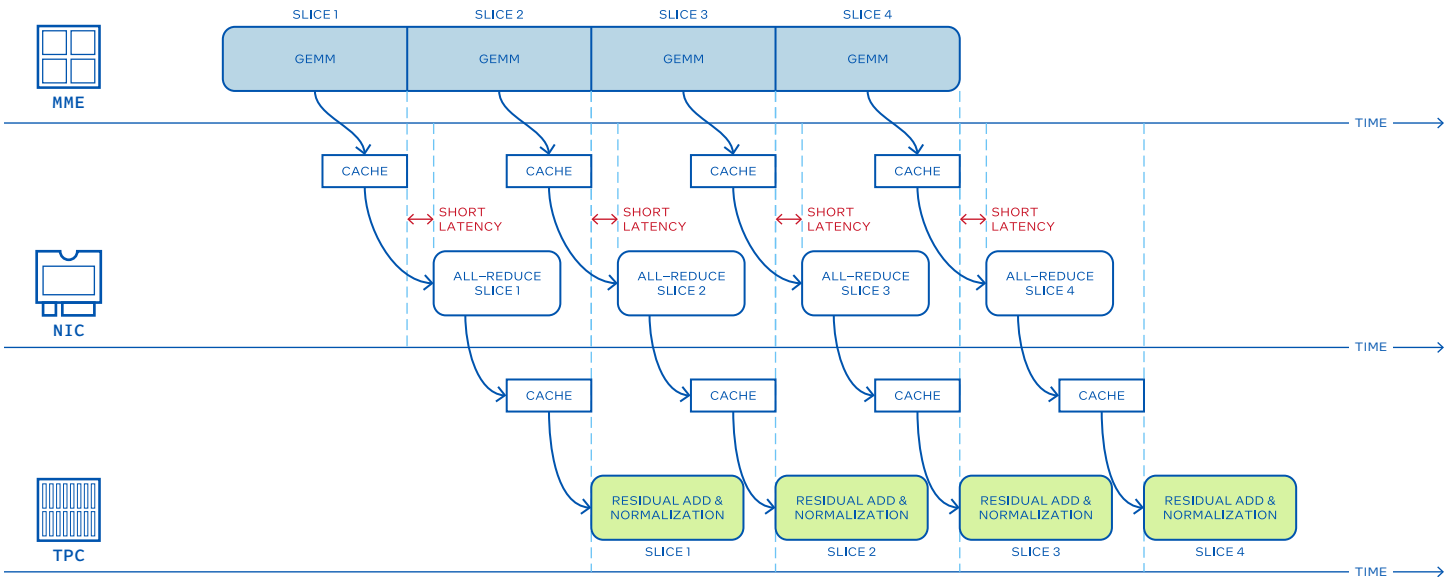 SLICE 1
SLICE 2
SLICE 3
SLICE 4
GEMM
GEMM
GEMM
GEMM
MME
TIME
CACHE
CACHE
CACHE
CACHE
SHORT
LATENCY
SHORT
LATENCY
SHORT
LATENCY
SHORT
LATENCY
ALL–REDUCE
SLICE 1
ALL–REDUCE
SLICE 2
ALL–REDUCE
SLICE 3
ALL–REDUCE
SLICE 4
NIC
TIME
CACHE
CACHE
CACHE
CACHE
RESIDUAL ADD &
NORMALIZATION
RESIDUAL ADD &
NORMALIZATION
RESIDUAL ADD &
NORMALIZATION
RESIDUAL ADD &
NORMALIZATION
TPC
SLICE 1
SLICE 2
SLICE 3
SLICE 4
TIME